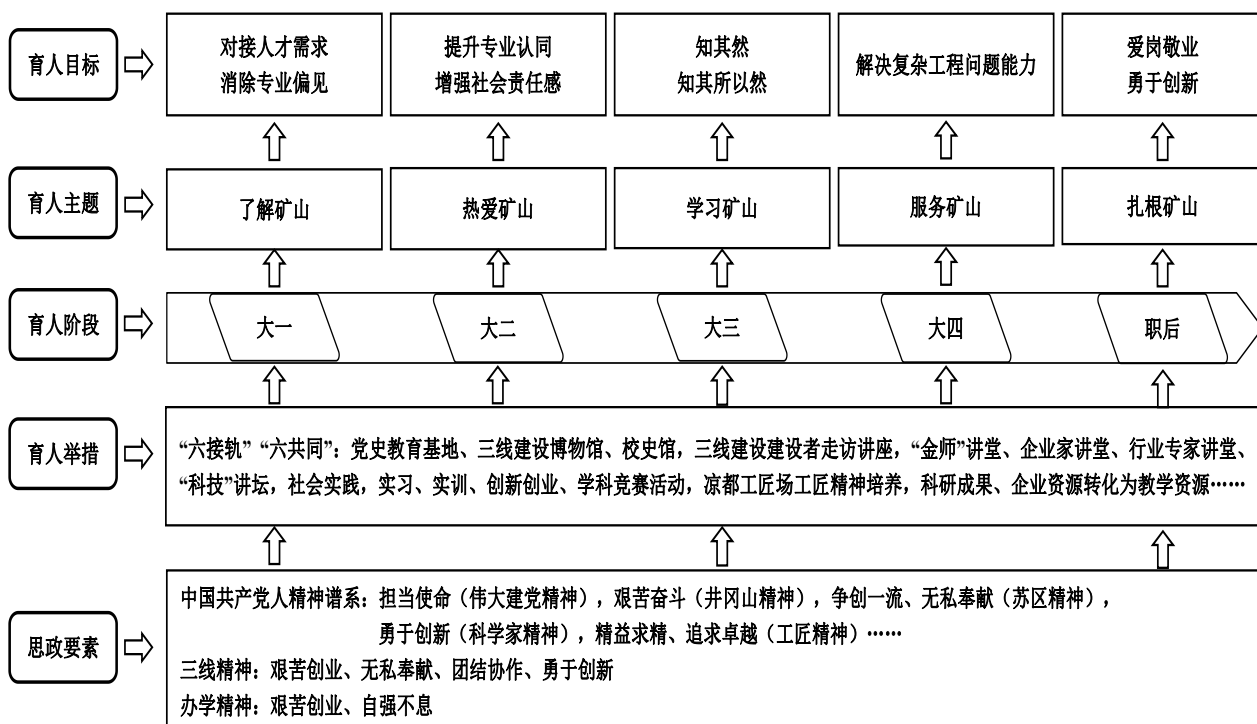 育人目标
对接人才需求
消除专业偏见
提升专业认同
增强社会责任感
知其然
知其所以然
解决复杂工程问题能力
爱岗敬业
勇于创新
育人主题
了解矿山
热爱矿山
学习矿山
服务矿山
扎根矿山
育人阶段
大一
大二
大三
大四
职后
育人举措
“六接轨”“六共同”：党史教育基地、三线建设博物馆、校史馆，三线建设建设者走访讲座，“金师”讲堂、企业家讲堂、行业专家讲堂、
“科技”讲坛，社会实践，实习、实训、创新创业、学科竞赛活动，凉都工匠场工匠精神培养，科研成果、企业资源转化为教学资源……
思政要素
中国共产党人精神谱系：担当使命（伟大建党精神），艰苦奋斗（井冈山精神），争创一流、无私奉献（苏区精神），
勇于创新（科学家精神），精益求精、追求卓越（工匠精神）……
三线精神：艰苦创业、无私奉献、团结协作、勇于创新
办学精神：艰苦创业、自强不息